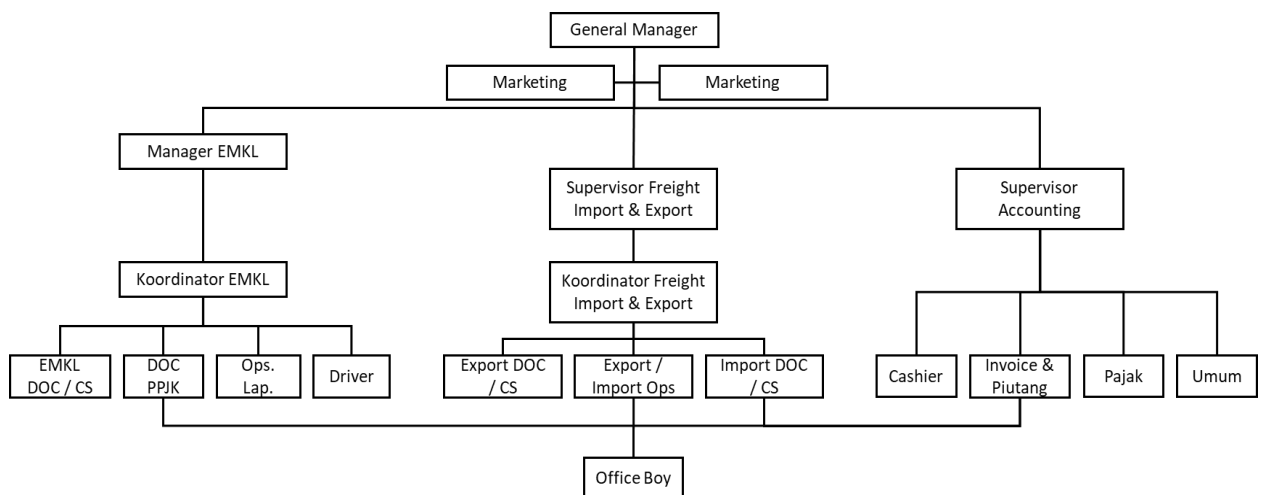 General Manager
Marketing
Marketing
Manager EMKL
Supervisor Freight
Import & Export
Supervisor
Accounting
Koordinator EMKL
Koordinator Freight
Import & Export
EMKL
DOC / CS
DOC
PPJK
Ops.
Lap.
Driver
Export DOC
/ CS
Export /
Import Ops
Import DOC
/ CS
Cashier
Invoice &
Piutang
Pajak
Umum
Office Boy